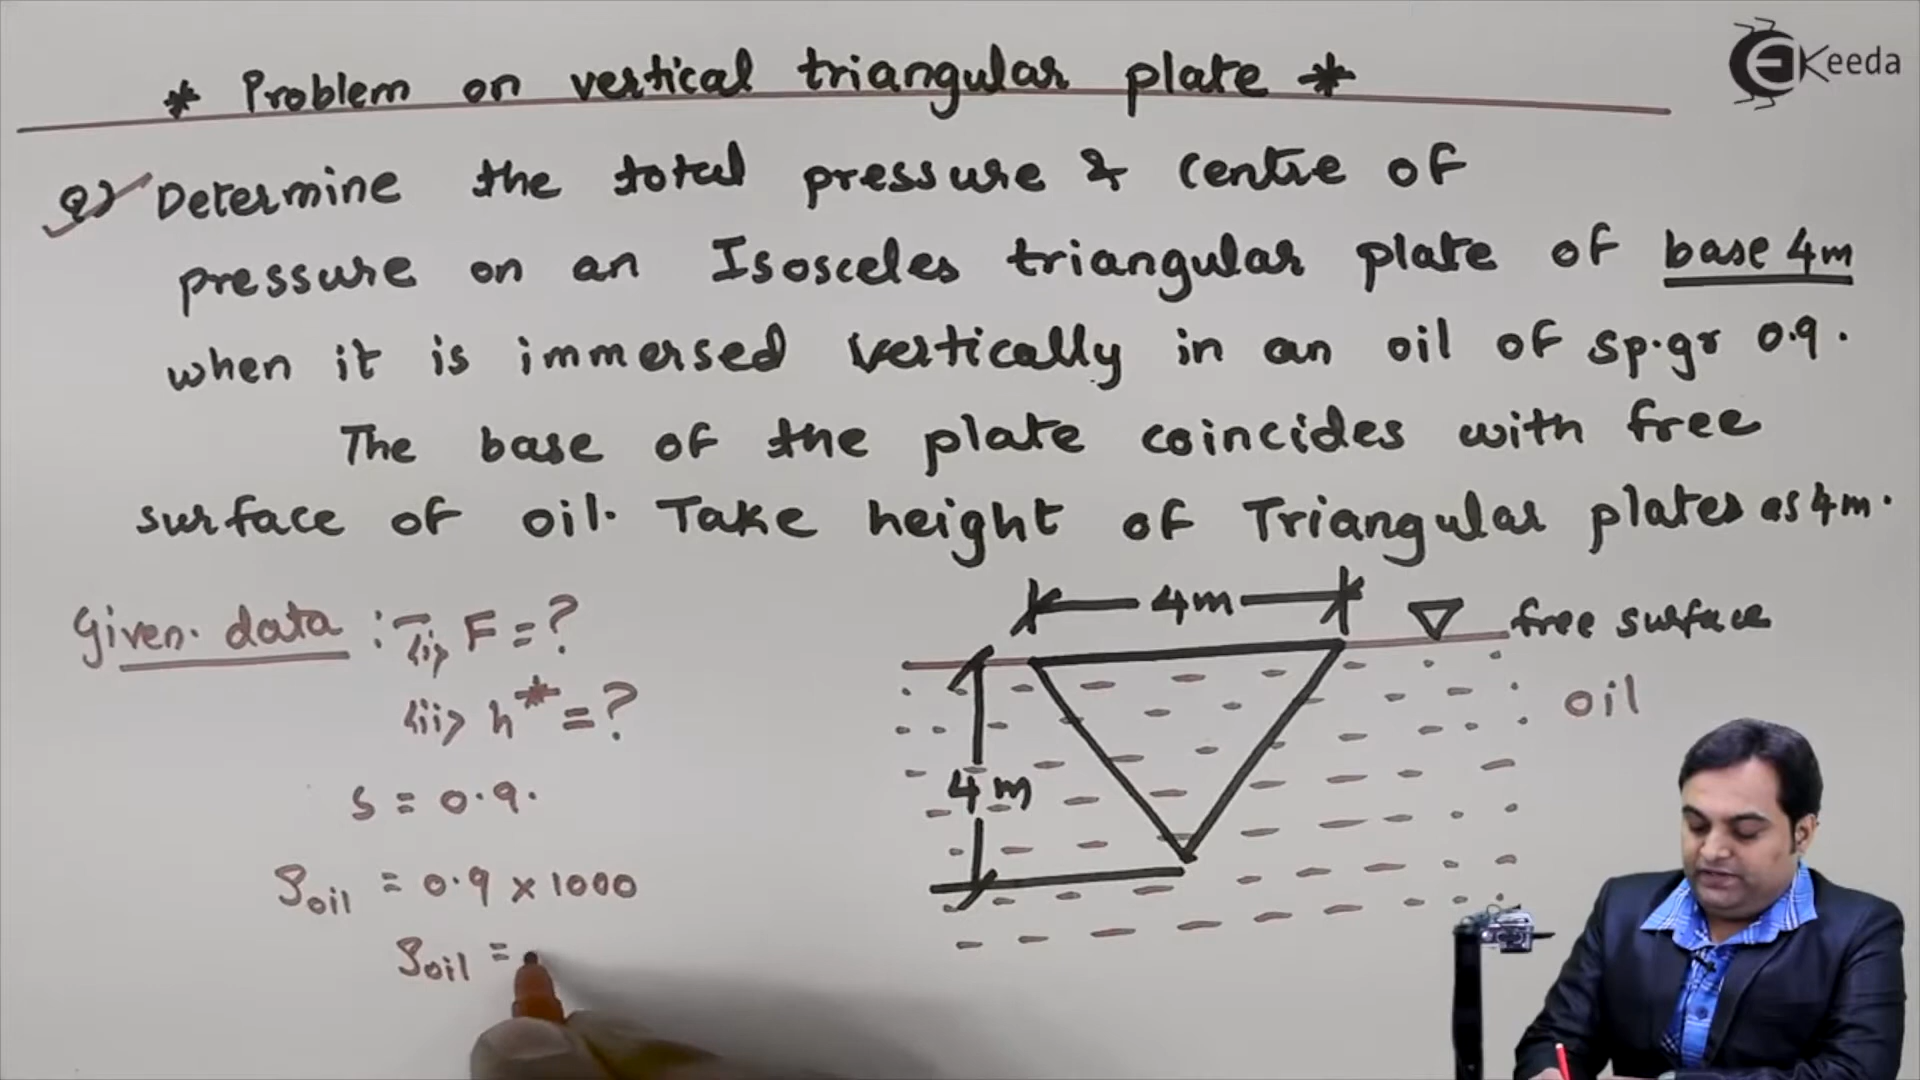 * Problem on vertical triangular plate *
EKeeda
Q) Determine the total pressure & centre of
pressure on an Isosceles triangular plate of base 4m
when it is immersed vertically in an oil of sp.gr 0.9.
The base of the plate coincides with free
surface of oil. Take height of Triangular plates as 4m.
Given data : - (i) F = ?
(ii) h* = ?
S = 0.9.
ρoil = 0.9 x 1000
ρoil =
4m
free surface
oil
4m